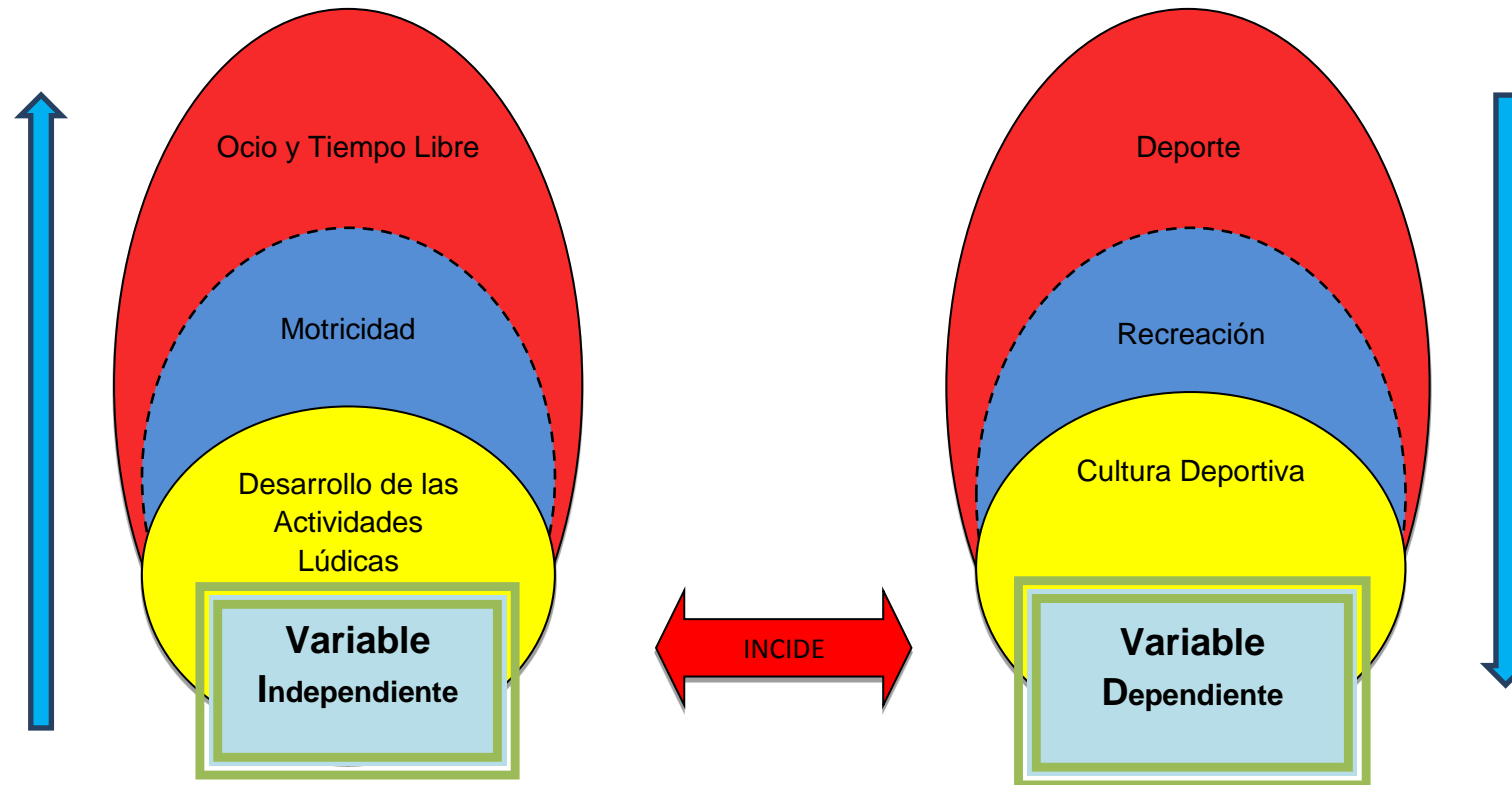 Ocio y Tiempo Libre
Motricidad
Desarrollo de las
Actividades
Lúdicas
Variable
Independiente
INCIDE
Deporte
Recreación
Cultura Deportiva
Variable
Dependiente